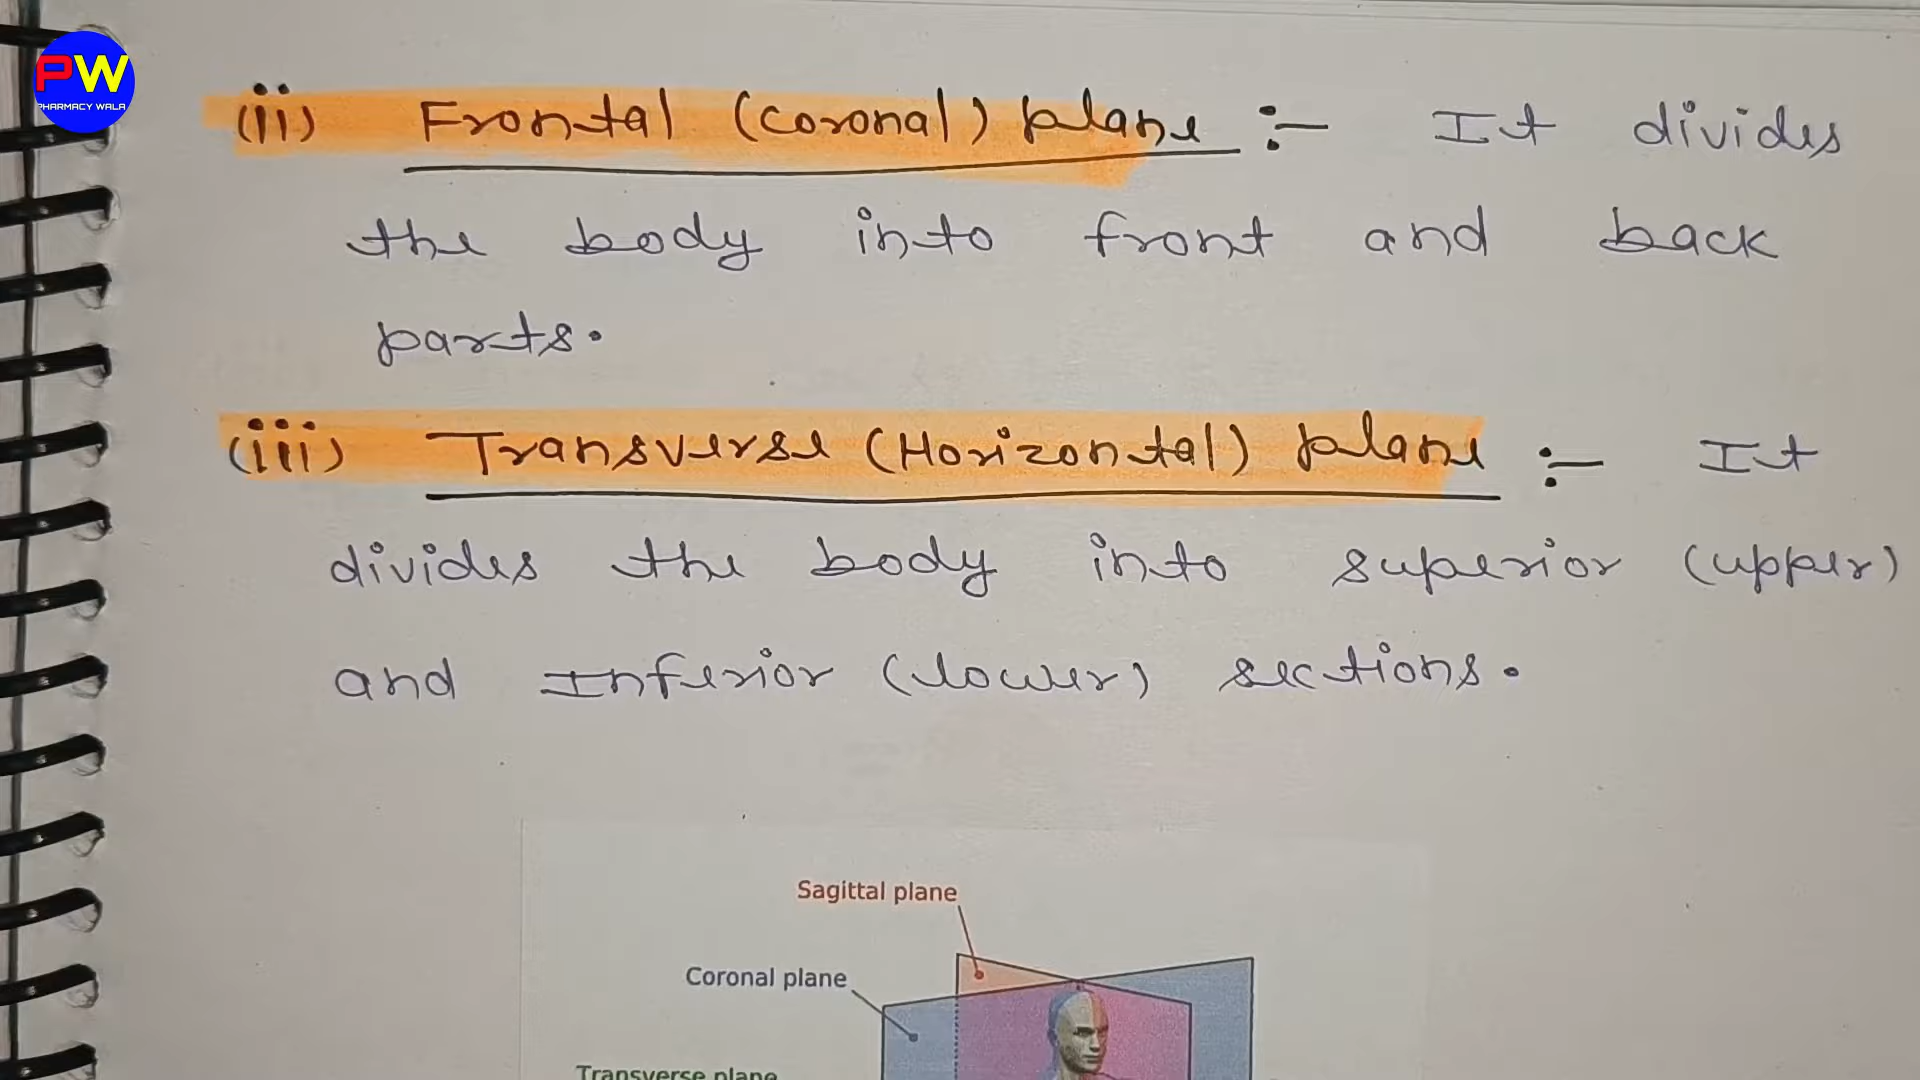 PW
PHARMACY WALA
(ii) Frontal (coronal) plane :- It divides
the body into front and back
parts.
(iii) Transverse (Horizontal) plane :- It
divides the body into superior (upper)
and Inferior (lower) sections.
Sagittal plane
Coronal plane
Transverse plane